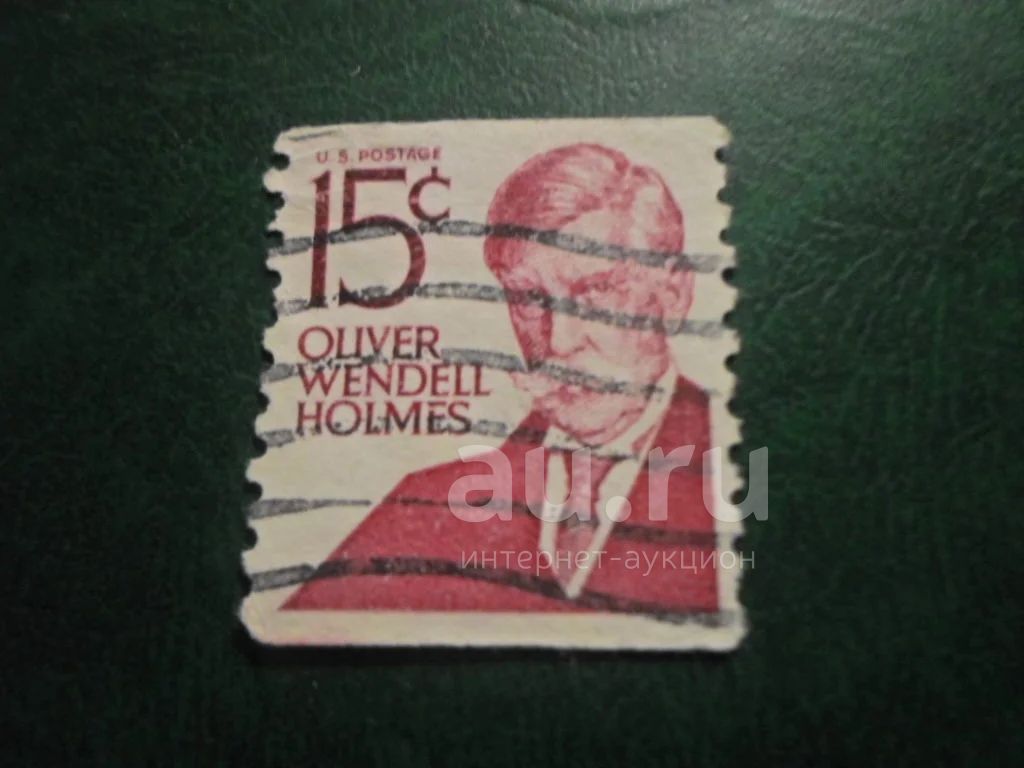 U.S. POSTAGE
15¢
OLIVER
WENDELL
HOLMES
au.ru
интернет-аукцион